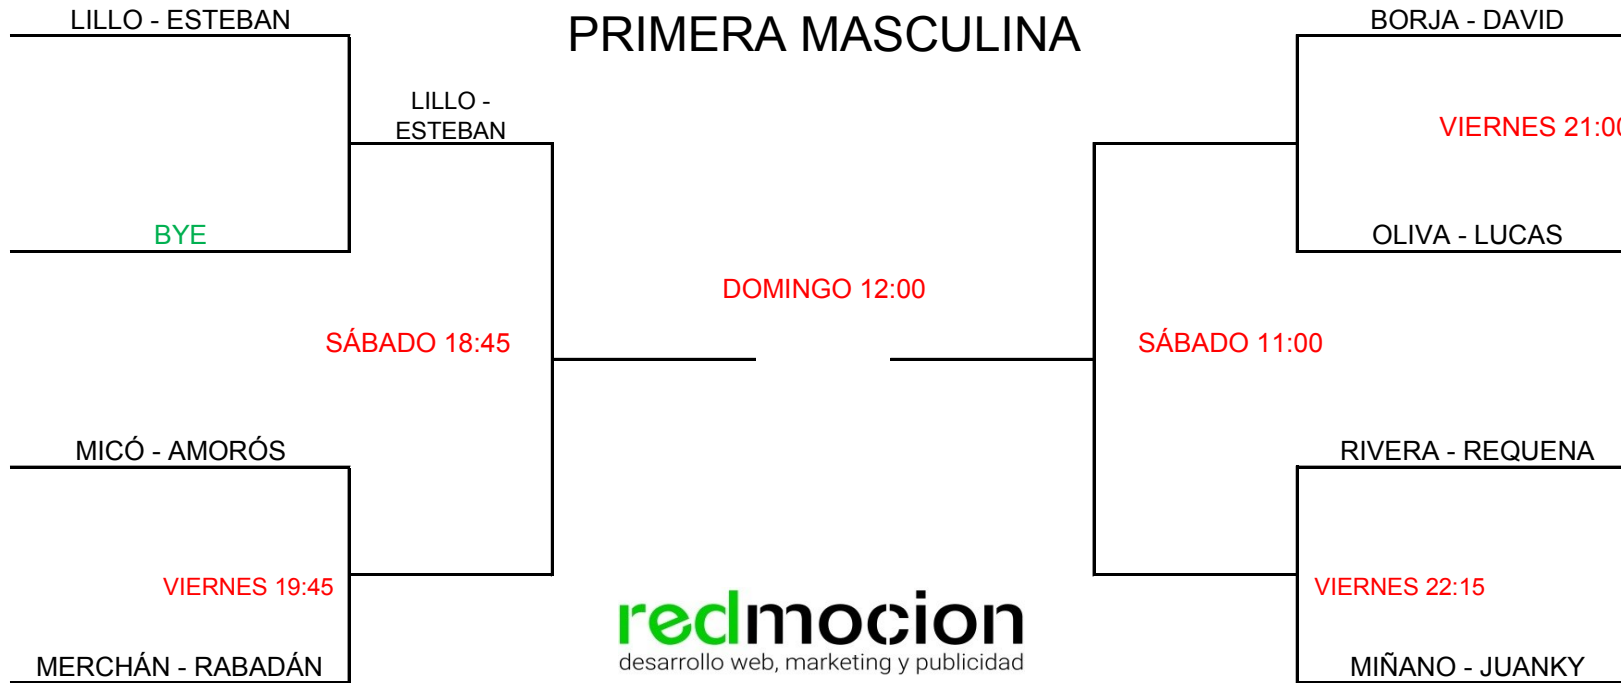 LILLO - ESTEBAN
PRIMERA MASCULINA
BORJA - DAVID
LILLO -
ESTEBAN
VIERNES 21:00
BYE
OLIVA - LUCAS
DOMINGO 12:00
SÁBADO 18:45
SÁBADO 11:00
MICÓ - AMORÓS
RIVERA - REQUENA
VIERNES 19:45
VIERNES 22:15
redmocion
desarrollo web, marketing y publicidad
MERCHÁN - RABADÁN
MIÑANO - JUANKY